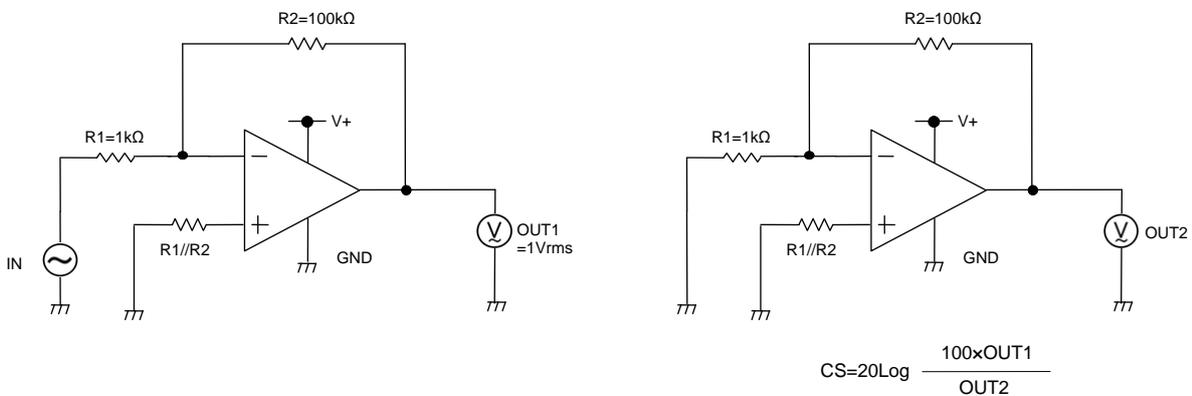 R2=100kΩ
V+
R1=1kΩ
−
+
R1//R2
IN
GND
V
OUT1
=1Vrms
R2=100kΩ
V+
R1=1kΩ
−
+
R1//R2
GND
V
OUT2
CS=20Log 100×OUT1
OUT2